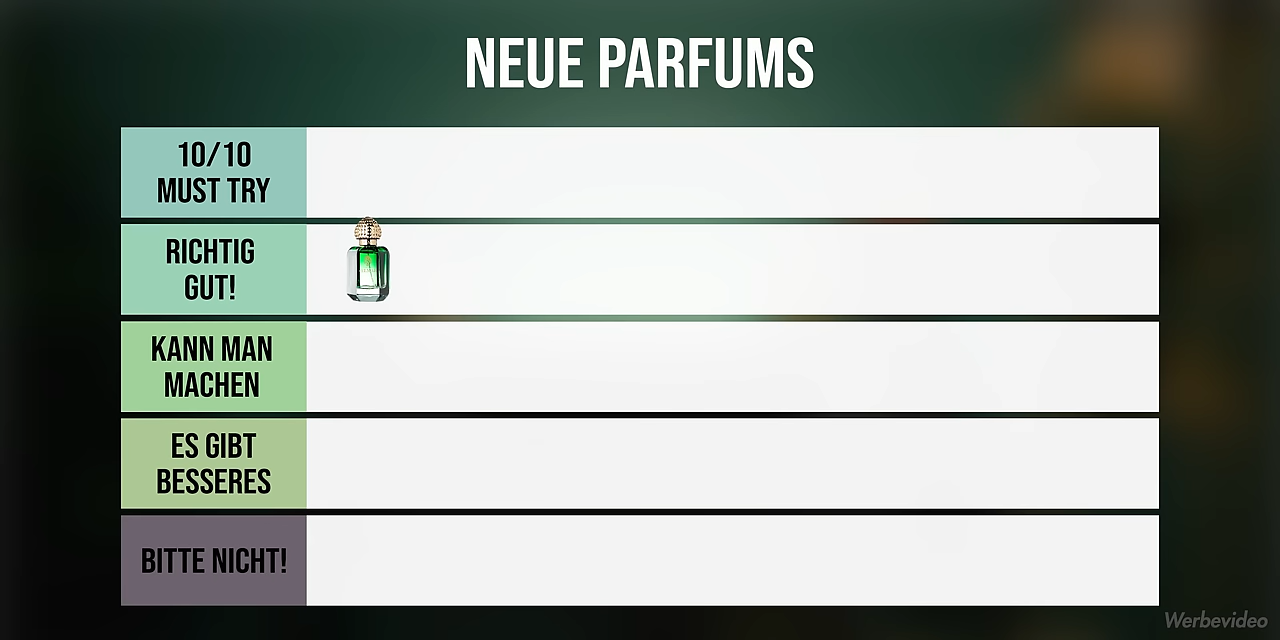 NEUE PARFUMS
10/10
MUST TRY
RICHTIG
GUT!
KANN MAN
MACHEN
ES GIBT
BESSERES
BITTE NICHT!
Werbevideo